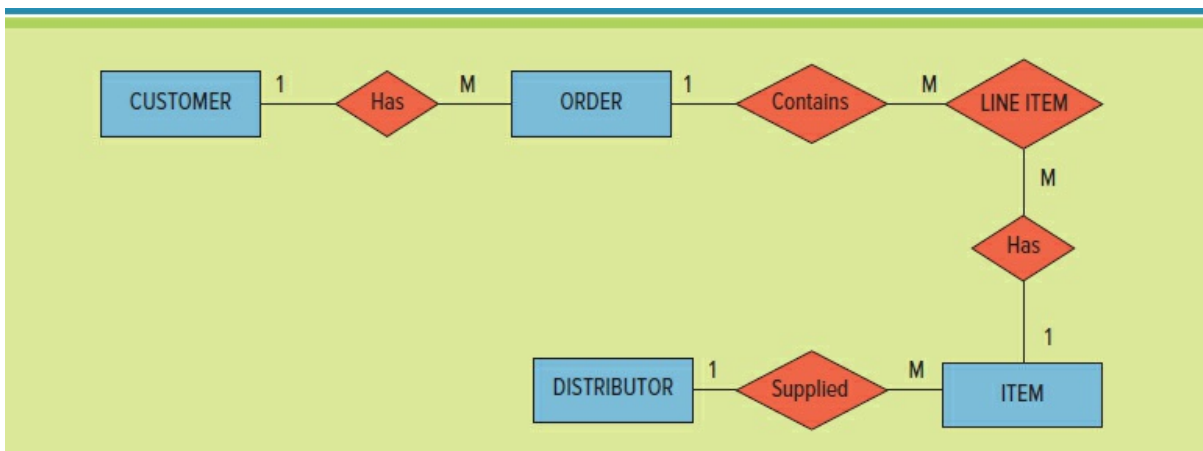 CUSTOMER 1 Has M ORDER 1 Contains M LINE ITEM
M
Has
1
DISTRIBUTOR 1 Supplied M ITEM